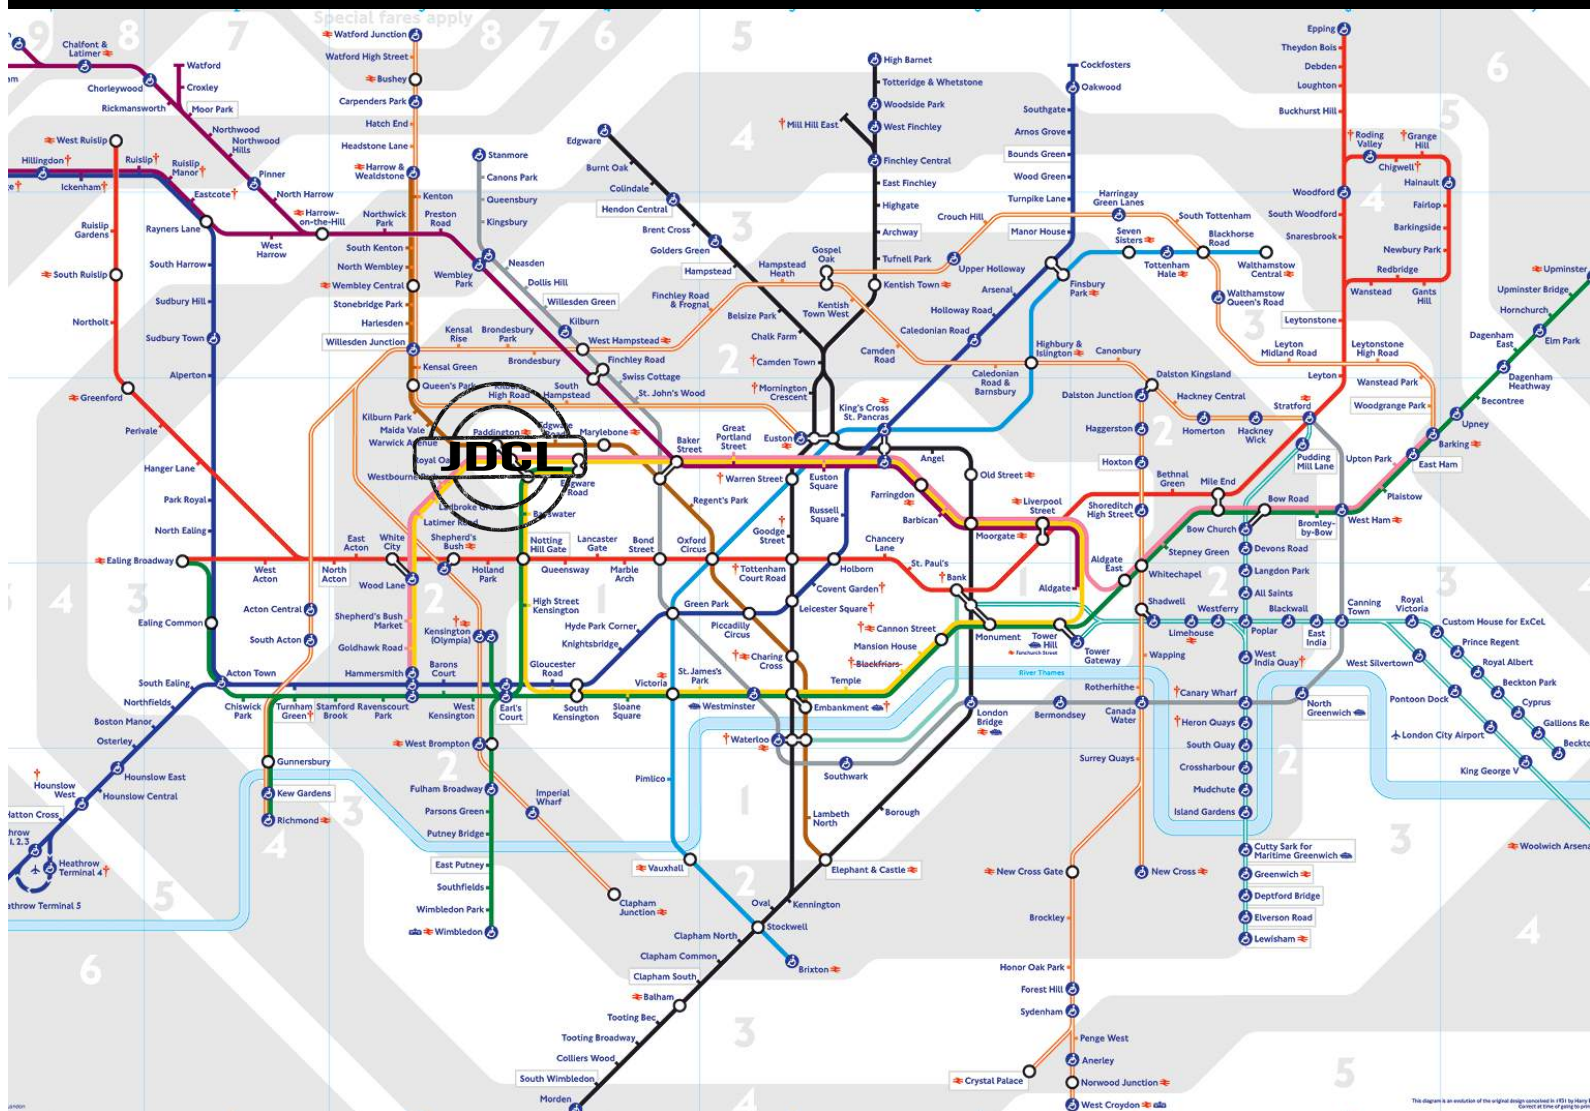 Special fares apply
9
8
7
8
7
6
5
6
Chalfont &
Latimer
Watford
Croxley
Chorleywood
Rickmansworth
Moor Park
Northwood
Northwood
Hills
Pinner
North Harrow
Harrow-
on-the-Hill
Northwick
Park
Preston
Road
West
Harrow
West Ruislip
Hillingdon†
Ickenham†
Ruislip†
Ruislip
Manor†
Eastcote†
Rayners Lane
Ruislip
Gardens
South Ruislip
Northolt
Greenford
Perivale
Hanger Lane
South Harrow
Sudbury Hill
Sudbury Town
Alperton
Park Royal
North Ealing
Ealing Broadway
West
Acton
North
Acton
East
Acton
White
City
Shepherd's
Bush
Wood Lane
Holland
Park
Notting
Hill Gate
Queensway
Lancaster
Gate
Marble
Arch
Bond
Street
Oxford
Circus
Tottenham
Court Road
Holborn
Chancery
Lane
St. Paul's
†Bank
Watford Junction
Watford High Street
Bushey
Carpenders Park
Hatch End
Headstone Lane
Harrow &
Wealdstone
Kenton
South Kenton
North Wembley
Wembley Central
Stonebridge Park
Harlesden
Willesden Junction
Kensal Green
Queen's Park
Kilburn Park
Maida Vale
Warwick Avenue
Paddington
Marylebone
JDCL
Edgware
Road
Latimer Road
Stanmore
Canons Park
Queensbury
Kingsbury
Wembley
Park
Neasden
Dollis Hill
Willesden Green
Kilburn
West Hampstead
Finchley Road
Swiss Cottage
St. John's Wood
Baker
Street
Great
Portland
Street
Kensal
Rise
Brondesbury
Park
Brondesbury
South
Hampstead
Finchley Road
& Frognal
Hampstead
Heath
Gospel
Oak
Kentish
Town West
Edgware
Burnt Oak
Colindale
Hendon Central
Brent Cross
Golders Green
Hampstead
Belsize Park
Chalk Farm
†Camden Town
†Mornington
Crescent
Euston
High Barnet
Totteridge & Whetstone
Woodside Park
West Finchley
†Mill Hill East
Finchley Central
East Finchley
Highgate
Archway
Tufnell Park
Kentish Town
Cockfosters
Oakwood
Southgate
Arnos Grove
Bounds Green
Wood Green
Turnpike Lane
Manor House
Crouch Hill
Harringay
Green Lanes
South Tottenham
Blackhorse
Road
Seven
Sisters
Tottenham
Hale
Walthamstow
Central
Walthamstow
Queen's Road
Upper Holloway
Finsbury
Park
Arsenal
Holloway Road
Caledonian Road
Camden
Road
Caledonian
Road &
Barnsbury
Highbury &
Islington
Canonbury
Dalston Kingsland
Dalston Junction
Hackney Central
Homerton
Hackney
Wick
Stratford
Haggerston
Hoxton
Shoreditch
High Street
King's Cross
St. Pancras
Angel
Old Street
Farringdon
Barbican
Moorgate
Liverpool
Street
Bethnal
Green
Mile End
Pudding
Mill Lane
Bow Road
Bow Church
Bromley-
by-Bow
West Ham
Stepney Green
Whitechapel
Aldgate
East
Aldgate
Epping
Theydon Bois
Debden
Loughton
Buckhurst Hill
†Roding
Valley
†Grange
Hill
Chigwell†
Hainault
Fairlop
Barkingside
Newbury Park
Redbridge
Gants
Hill
Wanstead
Woodford
South Woodford
Snaresbrook
Leytonstone
Leyton
Midland Road
Leytonstone
High Road
Leyton
Wanstead Park
Woodgrange Park
Upminster
Upminster Bridge
Hornchurch
Elm Park
Dagenham
East
Dagenham
Heathway
Becontree
Upney
Barking
East Ham
Upton Park
Plaistow
†Warren Street
Euston
Square
Regent's Park
Goodge
Street
Russell
Square
Covent Garden†
Leicester Square†
Green Park
Piccadilly
Circus
Hyde Park Corner
Knightsbridge
†Charing
Cross
†Cannon Street
Mansion House
†Blackfriars
Temple
Embankment †
Monument
Tower
Hill
Fenchurch Street
Tower
Gateway
Bayswater
High Street
Kensington
Kensington
(Olympia)
Shepherd's Bush
Market
Goldhawk Road
Hammersmith
Barons
Court
Gloucester
Road
Earl's
Court
South
Kensington
Sloane
Square
Victoria
St. James's
Park
Westminster
River Thames
Acton Central
South Acton
Ealing Common
Acton Town
South Ealing
Northfields
Boston Manor
Osterley
Hounslow East
Hounslow Central
†
Hounslow
West
Hatton Cross
Heathrow
Terminal 4†
Chiswick
Park
Turnham
Green†
Stamford
Brook
Ravenscourt
Park
West
Kensington
Gunnersbury
Kew Gardens
Richmond
West Brompton
Fulham Broadway
Parsons Green
Putney Bridge
East Putney
Southfields
Wimbledon Park
Wimbledon
Imperial
Wharf
Clapham
Junction
Pimlico
Vauxhall
Stockwell
Brixton
†Waterloo
Southwark
Lambeth
North
Elephant & Castle
Borough
London
Bridge
Kennington
Oval
Clapham North
Clapham Common
Clapham South
Balham
Tooting Bec
Tooting Broadway
Colliers Wood
South Wimbledon
Morden
Bermondsey
Canada
Water
Shadwell
Wapping
Rotherhithe
Surrey Quays
New Cross Gate
New Cross
Brockley
Honor Oak Park
Forest Hill
Sydenham
Penge West
Anerley
Crystal Palace
Norwood Junction
West Croydon
Limehouse
Westferry
Poplar
Blackwall
East
India
Canning
Town
Devons Road
Langdon Park
All Saints
West
India Quay†
†Canary Wharf
†Heron Quays
South Quay
Crossharbour
Mudchute
Island Gardens
Cutty Sark for
Maritime Greenwich
Greenwich
Deptford Bridge
Elverson Road
Lewisham
North
Greenwich
Royal
Victoria
Custom House for ExCeL
Prince Regent
Royal Albert
Beckton Park
Cyprus
Gallions Re
Beckto
West Silvertown
Pontoon Dock
London City Airport
King George V
Woolwich Arsena
This diagram is an evolution of the original design conceived in 1931 by Harry